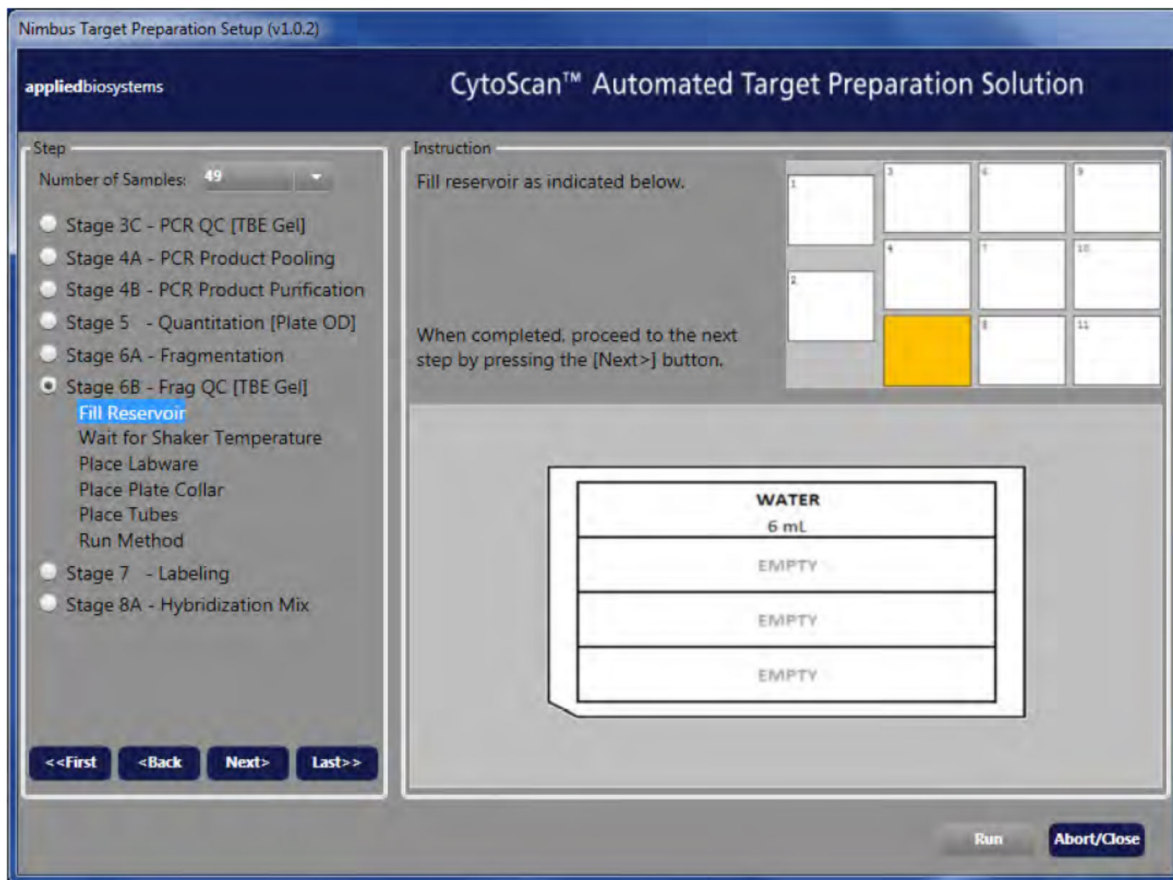 Nimbus Target Preparation Setup (v1.0.2)
appliedbiosystems
CytoScan™ Automated Target Preparation Solution
Step
Number of Samples: 49
Stage 3C - PCR QC [TBE Gel]
Stage 4A - PCR Product Pooling
Stage 4B - PCR Product Purification
Stage 5 - Quantitation [Plate OD]
Stage 6A - Fragmentation
Stage 6B - Frag QC [TBE Gel]
Fill Reservoir
Wait for Shaker Temperature
Place Labware
Place Plate Collar
Place Tubes
Run Method
Stage 7 - Labeling
Stage 8A - Hybridization Mix
<<First
<Back
Next>
Last>>
Instruction
Fill reservoir as indicated below.
When completed, proceed to the next
step by pressing the [Next>] button.
1
3
6
9
2
4
7
10
8
11
WATER
6 mL
EMPTY
EMPTY
EMPTY
Run
Abort/Close